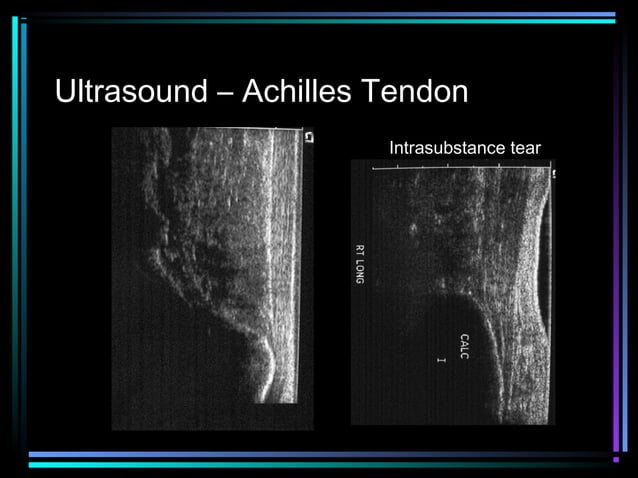 Ultrasound – Achilles Tendon
Intrasubstance tear
RT LONG
CALC
I